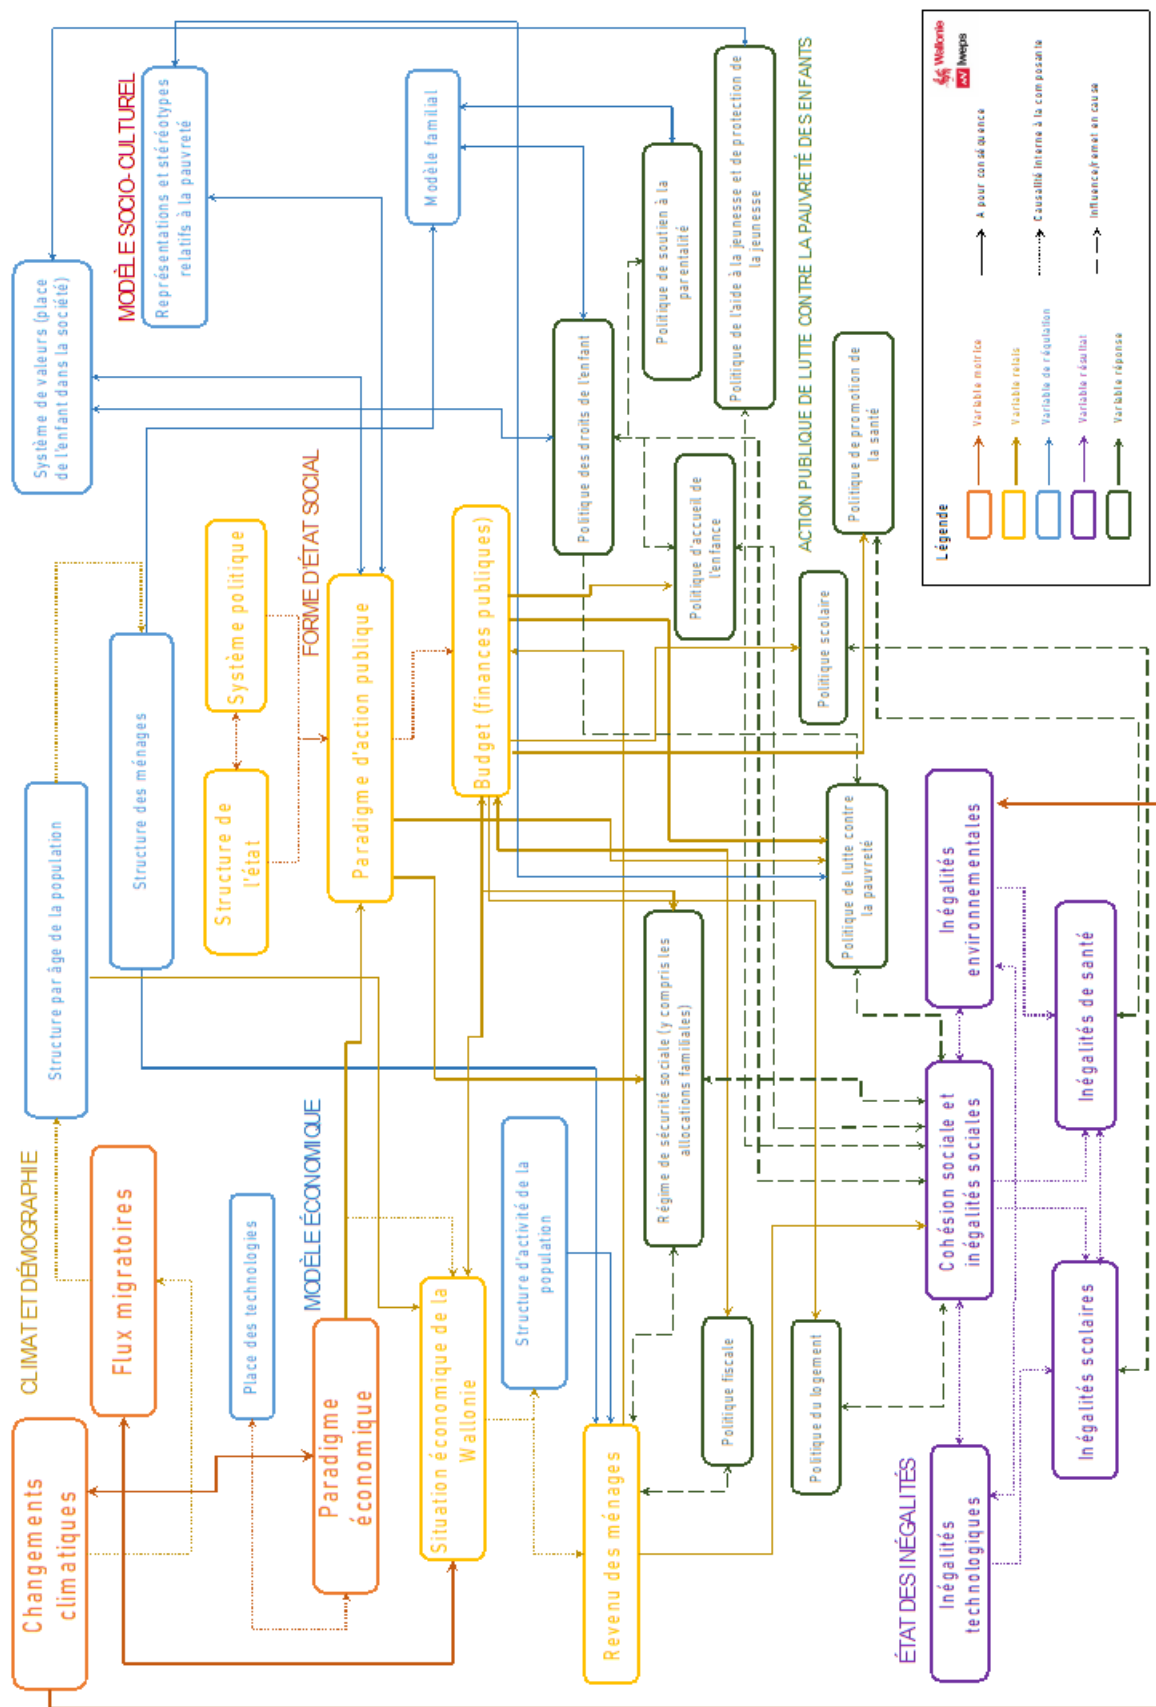 CLIMAT ET DÉMOGRAPHIE
Changements
climatiques
Flux migratoires
Structure par âge de la population
Structure des ménages
MODÈLE SOCIO-CULTUREL
Système de valeurs (place
de l'enfant dans la société)
Représentations et stéréotypes
relatifs à la pauvreté
Modèle familial
MODÈLE ÉCONOMIQUE
Place des technologies
Paradigme
économique
Situation économique de la
Wallonie
Structure d'activité de la
population
Revenu des ménages
FORME D'ÉTAT SOCIAL
Structure de
l'état
Système politique
Paradigme d'action publique
Budget (finances publiques)
ACTION PUBLIQUE DE LUTTE CONTRE LA PAUVRETÉ DES ENFANTS
Politique des droits de l'enfant
Politique de soutien à la
parentalité
Politique de l'aide à la jeunesse et de protection de
la jeunesse
Politique d'accueil de
l'enfance
Régime de sécurité sociale (y compris les
allocations familiales)
Politique fiscale
Politique du logement
Politique de lutte contre
la pauvreté
Politique scolaire
Politique de promotion de
la santé
ÉTAT DES INÉGALITÉS
Inégalités
technologiques
Cohésion sociale et
inégalités sociales
Inégalités
environnementales
Inégalités scolaires
Inégalités de santé
Légende
Variable motrice
Variable relais
Variable de régulation
Variable résultat
Variable réponse
A pour conséquence
Causalité interne à la composante
Influence/remet en cause
Wallonie
Iweps